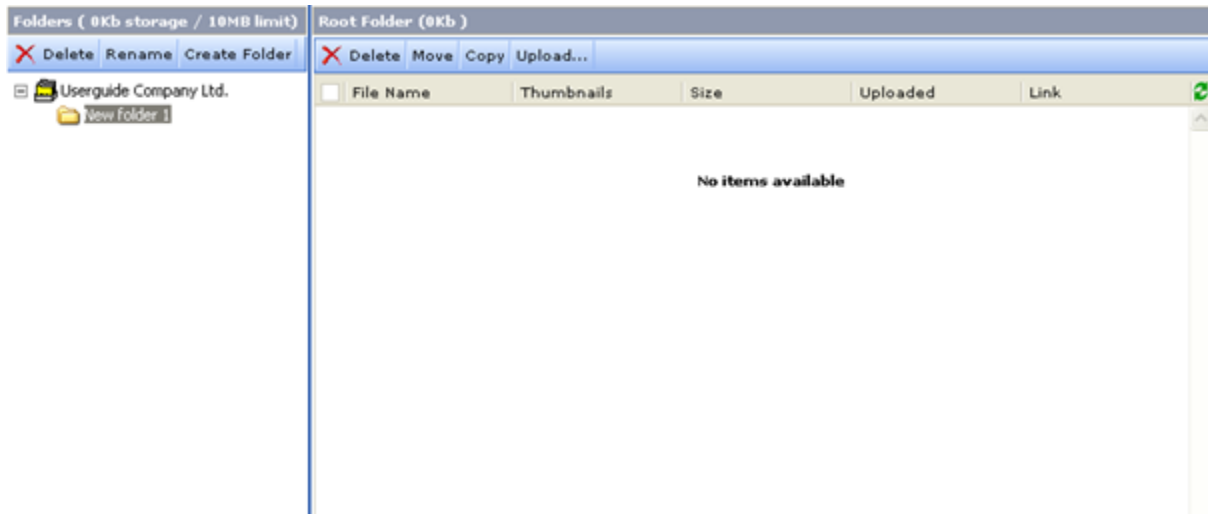 Folders ( 0Kb storage / 10MB limit)
Delete Rename Create Folder
Userguide Company Ltd.
New folder 1
Root Folder (0Kb )
Delete Move Copy Upload...
File Name Thumbnails Size Uploaded Link
No items available